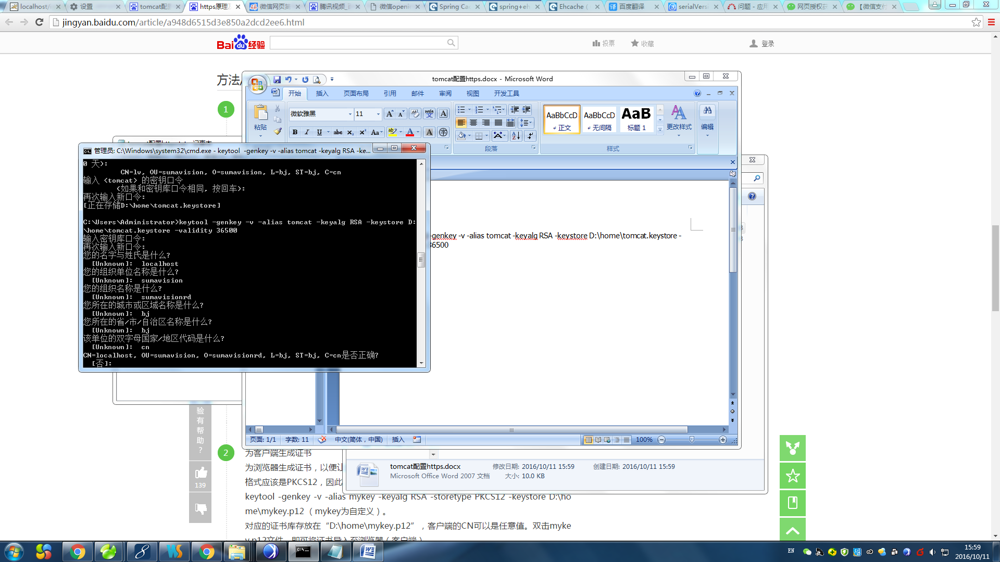 localhost/
设置
tomcat配
https原理及
微信网页第
腾讯视频_
微信openi
Spring Cac
spring+eh
Ehcache (
百度翻译
serialVersi
问题 - 应用
网页授权获
【微信支付
jingyan.baidu.com/article/a948d6515d3e850a2dcd2ee6.html
Bai du 经验
投票
收藏
登录
方法/
1
tomcat配置https.docx - Microsoft Word
开始
插入
页面布局
引用
邮件
审阅
视图
开发工具
粘贴
微软雅黑
11
AaBbCcD
正文
AaBbCcD
无间隔
AaB
标题 1
更改样式
编辑
段落
样式
管理员: C:\Windows\system32\cmd.exe - keytool  -genkey -v -alias tomcat -keyalg RSA -ke...
0 天):
CN=lv, OU=sumavision, O=sumavision, L=bj, ST=bj, C=cn
输入 <tomcat> 的密钥口令
(如果和密钥库口令相同, 按回车):
再次输入新口令:
[正在存储D:\home\tomcat.keystore]
C:\Users\Administrator>keytool -genkey -v -alias tomcat -keyalg RSA -keystore D:
\home\tomcat.keystore -validity 36500
输入密钥库口令:
再次输入新口令:
您的名字与姓氏是什么?
[Unknown]:  localhost
您的组织单位名称是什么?
[Unknown]:  sumavision
您的组织名称是什么?
[Unknown]:  sumavisionrd
您所在的城市或区域名称是什么?
[Unknown]:  bj
您所在的省/市/自治区名称是什么?
[Unknown]:  bj
该单位的双字母国家/地区代码是什么?
[Unknown]:  cn
CN=localhost, OU=sumavision, O=sumavisionrd, L=bj, ST=bj, C=cn是否正确?
[否]:
-genkey -v -alias tomcat -keyalg RSA -keystore D:\home\tomcat.keystore -
36500
页面: 1/1
字数: 11
中文(简体，中国)
插入
100%
tomcat配置https.docx
修改日期: 2016/10/11 15:59
创建日期: 2016/10/11 15:59
Microsoft Office Word 2007 文档
大小: 10.0 KB
验
有
帮
助
?
139
2
为客户端生成证书
为浏览器生成证书，以便让
格式应该是PKCS12，因此
keytool -genkey -v -alias mykey -keyalg RSA -storetype PKCS12 -keystore D:\ho
me\mykey.p12（mykey为自定义）。
对应的证书库存放在“D:\home\mykey.p12”，客户端的CN可以是任意值。双击myke
y.p12文件，即可将证书导入至浏览器（客户端）
EN
15:59
2016/10/11